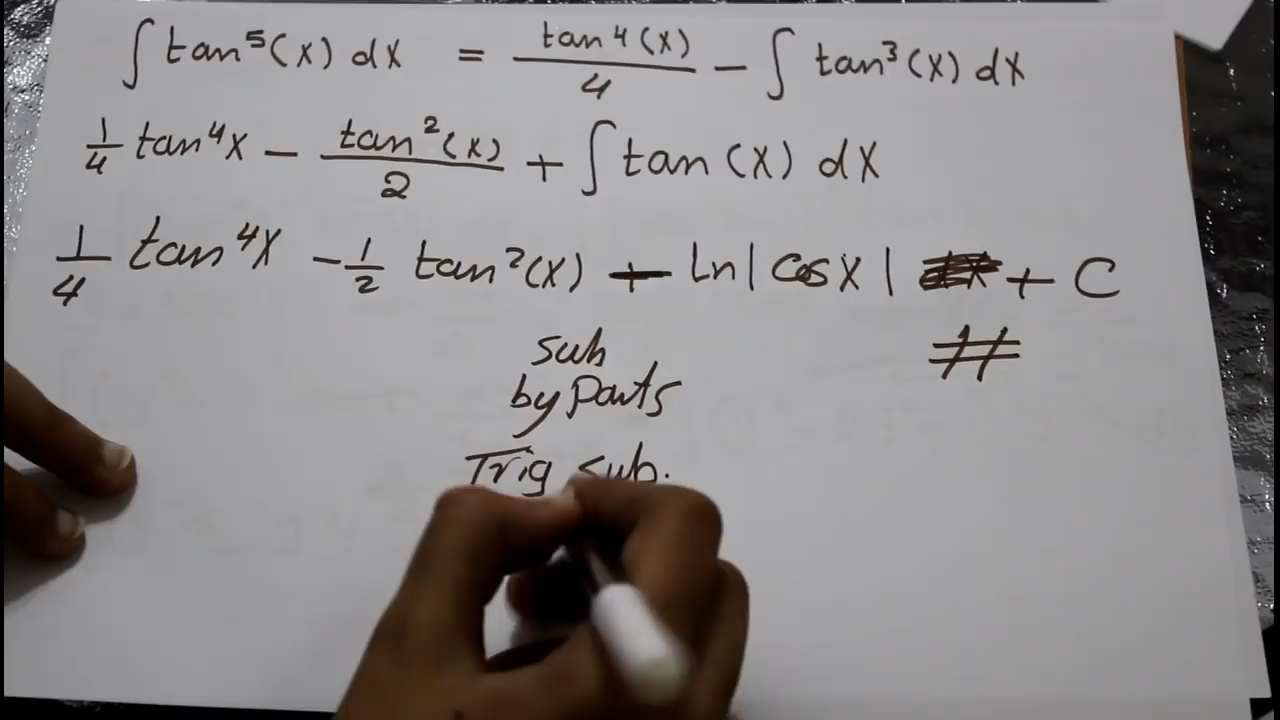 ∫ tan⁵(x) dx = tan⁴(x)/4 - ∫ tan³(x) dx
1/4 tan⁴x - tan²(x)/2 + ∫ tan(x) dx
1/4 tan⁴x - 1/2 tan²(x) - ln|cosx| + C
#
Sub
by Parts
Trig Sub.